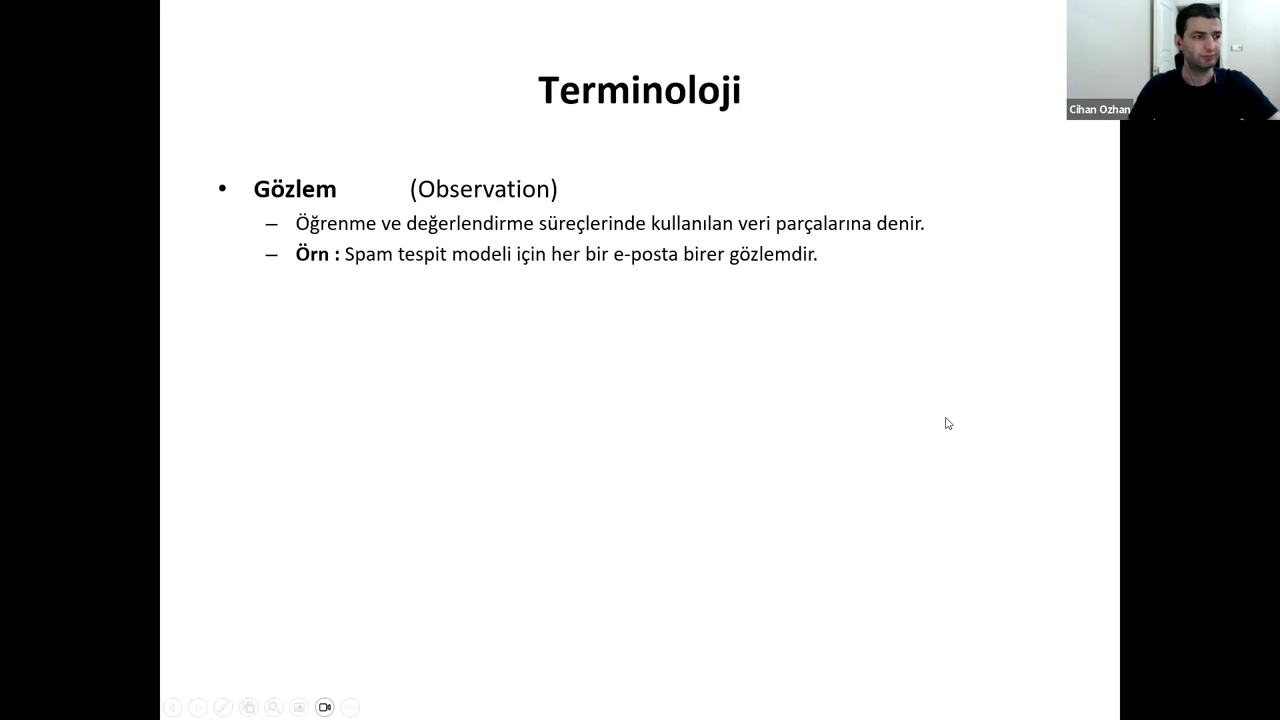 Terminoloji
Cihan Ozhan
• Gözlem (Observation)
– Öğrenme ve değerlendirme süreçlerinde kullanılan veri parçalarına denir.
– Örn : Spam tespit modeli için her bir e-posta birer gözlemdir.